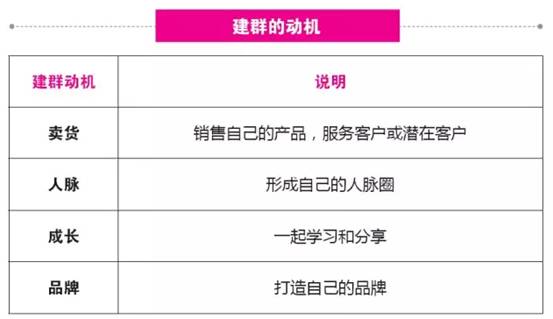 建群的动机
建群动机 说明
卖货 销售自己的产品，服务客户或潜在客户
人脉 形成自己的人脉圈
成长 一起学习和分享
品牌 打造自己的品牌